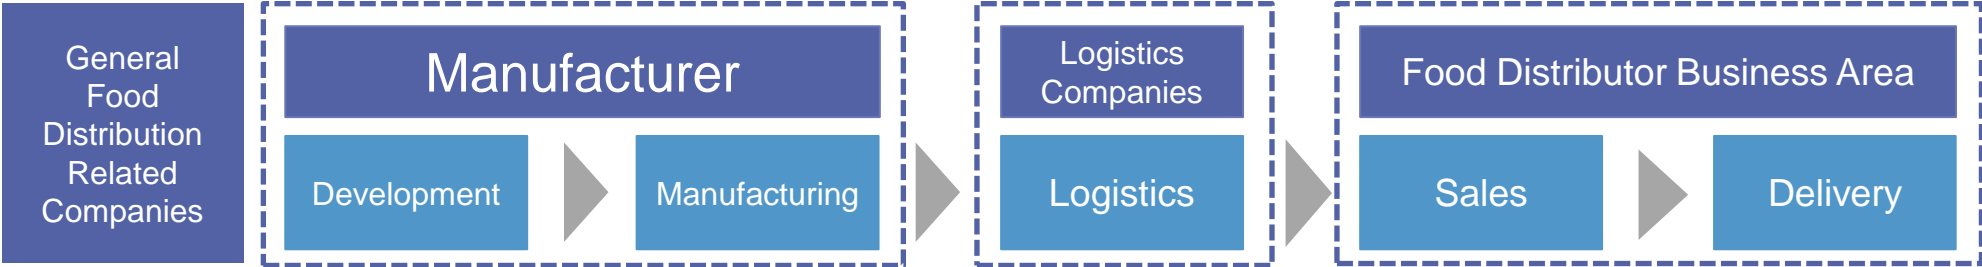 General
Food
Distribution
Related
Companies
Manufacturer
Development
Manufacturing
Logistics
Companies
Logistics
Food Distributor Business Area
Sales
Delivery